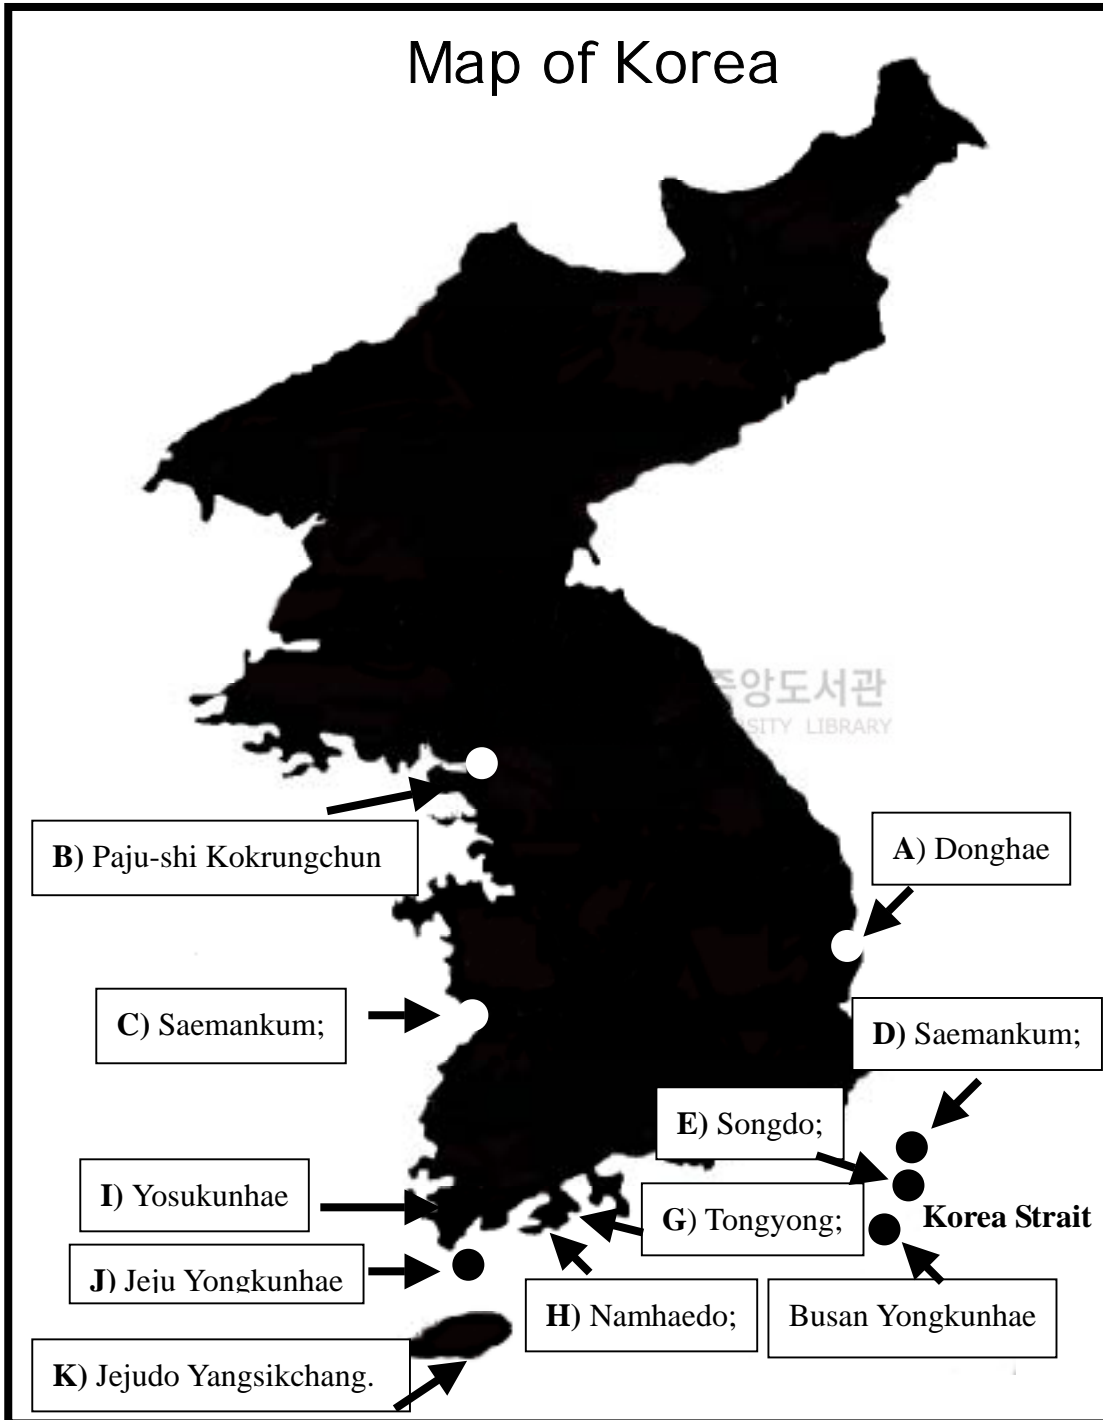 Map of Korea
중앙도서관
SITY LIBRARY
B) Paju-shi Kokrungchun
A) Donghae
C) Saemankum;
D) Saemankum;
E) Songdo;
I) Yosukunhae
G) Tongyong;
Korea Strait
J) Jeju Yongkunhae
H) Namhaedo;
Busan Yongkunhae
K) Jejudo Yangsikchang.